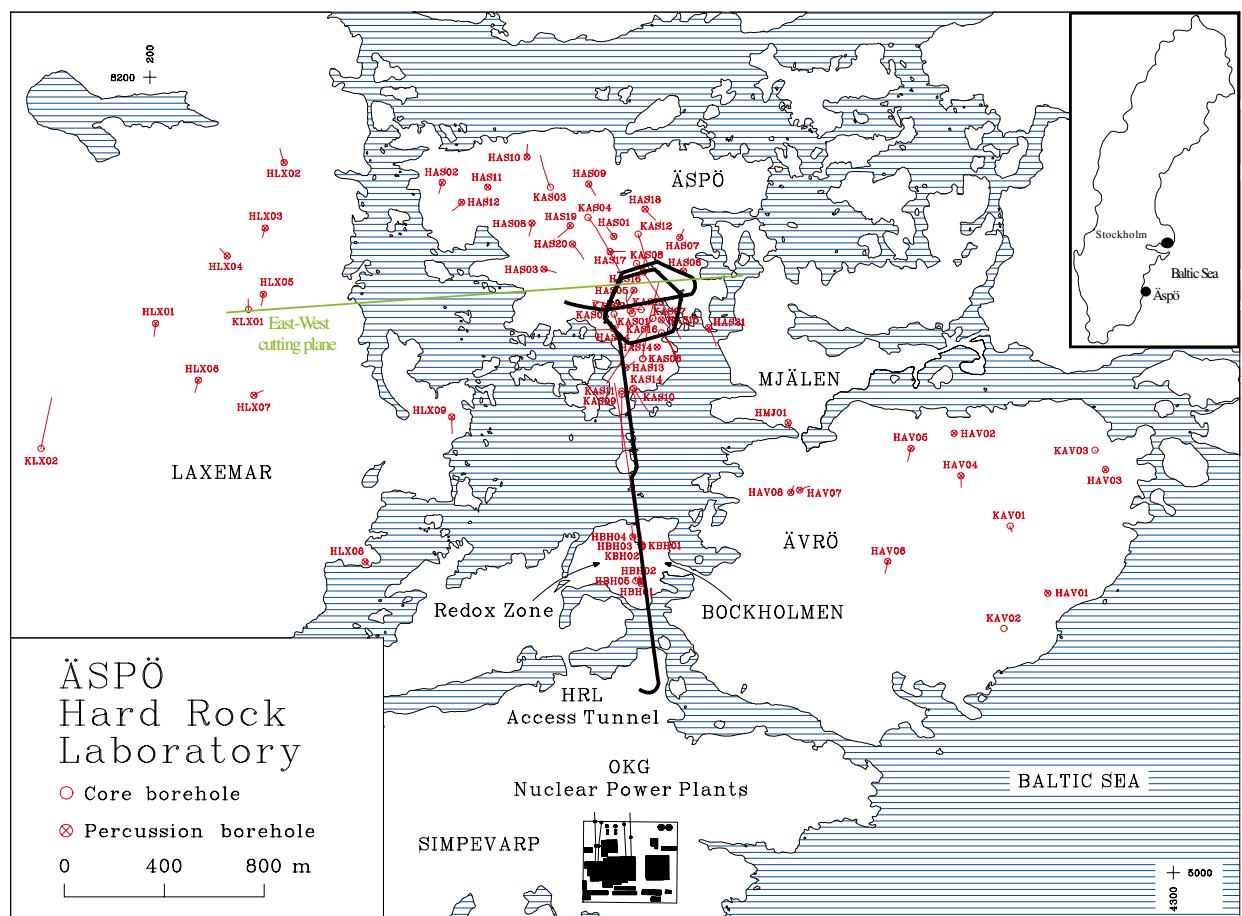 200
8200
Stockholm
Baltic Sea
Äspö
HLX02
HLX03
HLX04
HLX05
HLX01
KLX01
East-West
cutting plane
HLX06
HLX07
KLX02
HLX09
LAXEMAR
HLX08
HAS10
HAS02
HAS11
HAS12
KAS03
HAS09
ÄSPÖ
KAS04
HAS18
HAS08
HAS19
HAS01
KAS12
HAS20
HAS07
HAS17
KAS08
HAS03
HAS06
HAS16
HAS05
HAS21
KAS16
HAS14
KAS06
HAS13
KAS14
KAS11
KAS09
KAS10
MJÄLEN
HMJ01
HAV05
HAV02
KAV03
HAV04
HAV03
HAV08
HAV07
KAV01
ÄVRÖ
HAV06
HAV01
KAV02
HBH04
HBH03
KBH01
KBH02
HBH02
HBH05
HBH01
Redox Zone
BOCKHOLMEN
HRL
Access Tunnel
OKG
Nuclear Power Plants
SIMPEVARP
BALTIC SEA
ÄSPÖ
Hard Rock
Laboratory
Core borehole
Percussion borehole
0 400 800 m
5000
4300